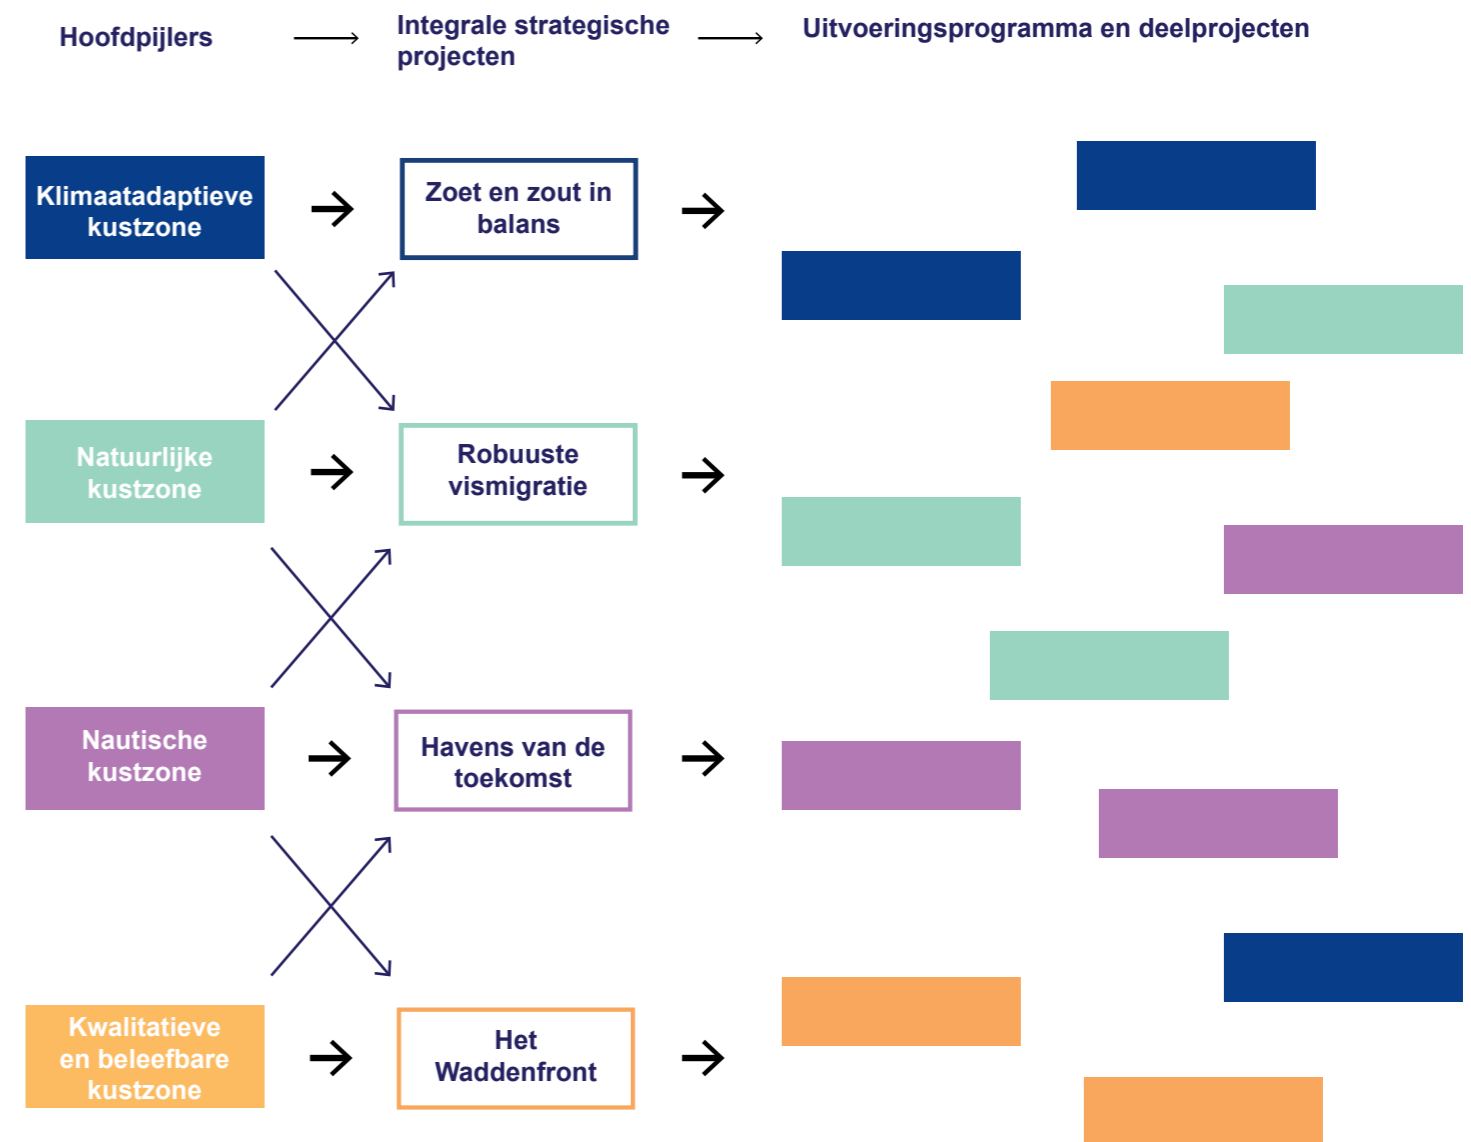 Hoofdpijlers
Integrale strategische
projecten
Uitvoeringsprogramma en deelprojecten
Klimaatadaptieve
kustzone
Zoet en zout in
balans
Natuurlijke
kustzone
Robuuste
vismigratie
Nautische
kustzone
Havens van de
toekomst
Kwalitatieve
en beleefbare
kustzone
Het
Waddenfront